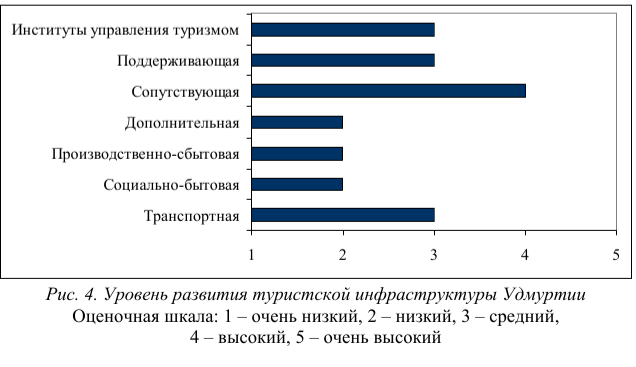 Институты управления туризмом
Поддерживающая
Сопутствующая
Дополнительная
Производственно-сбытовая
Социально-бытовая
Транспортная
1 2 3 4 5
Рис. 4. Уровень развития туристской инфраструктуры Удмуртии
Оценочная шкала: 1 – очень низкий, 2 – низкий, 3 – средний,
4 – высокий, 5 – очень высокий